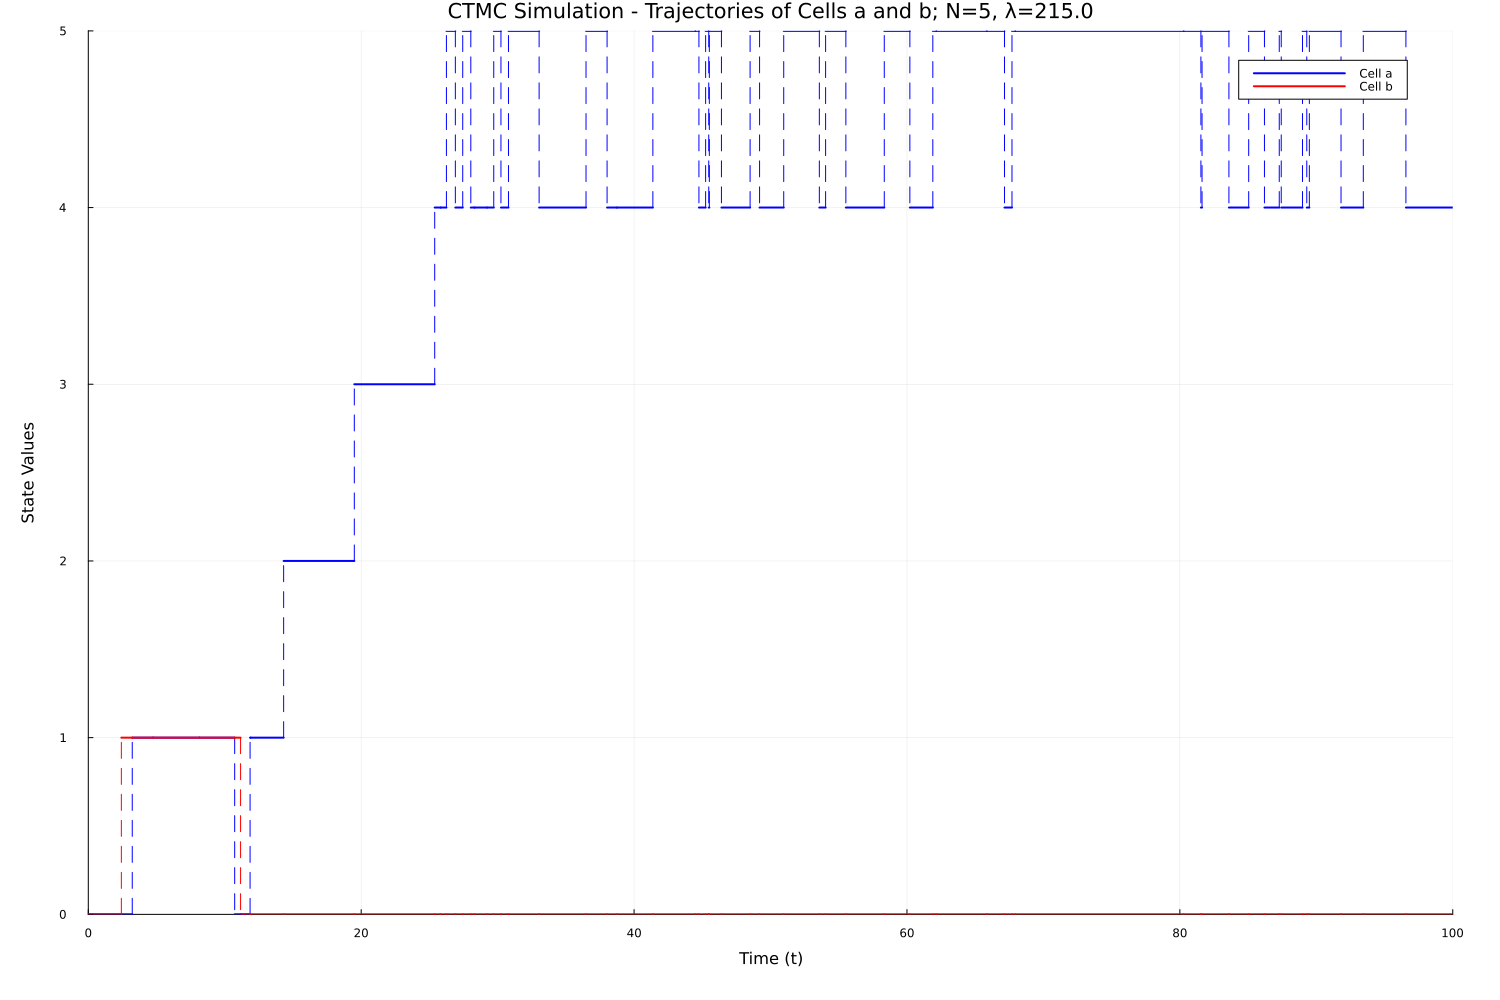 CTMC Simulation - Trajectories of Cells a and b; N=5, λ=215.0
5
Cell a
Cell b
4
3
State Values
2
1
0
0 20 40 60 80 100
Time (t)